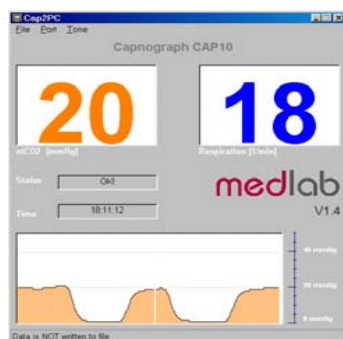 Cap2PC
File Port Tone
Capnograph CAP10
20
18
etCO2 [mmHg]
Respiration [1/min]
Status
OK!
medlab
Time
18:11:12
V1.4
40 mmHg
20 mmHg
0 mmHg
Data is NOT written to file